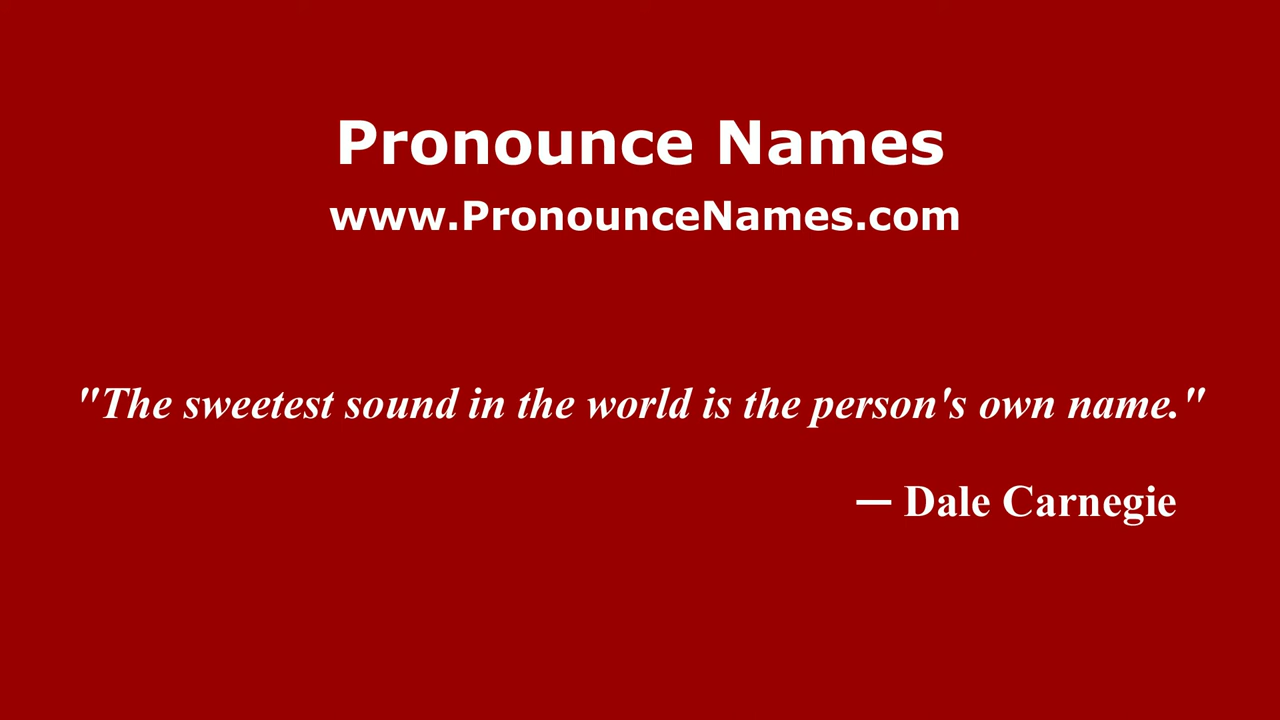 Pronounce Names
www.PronounceNames.com
"The sweetest sound in the world is the person's own name."
— Dale Carnegie